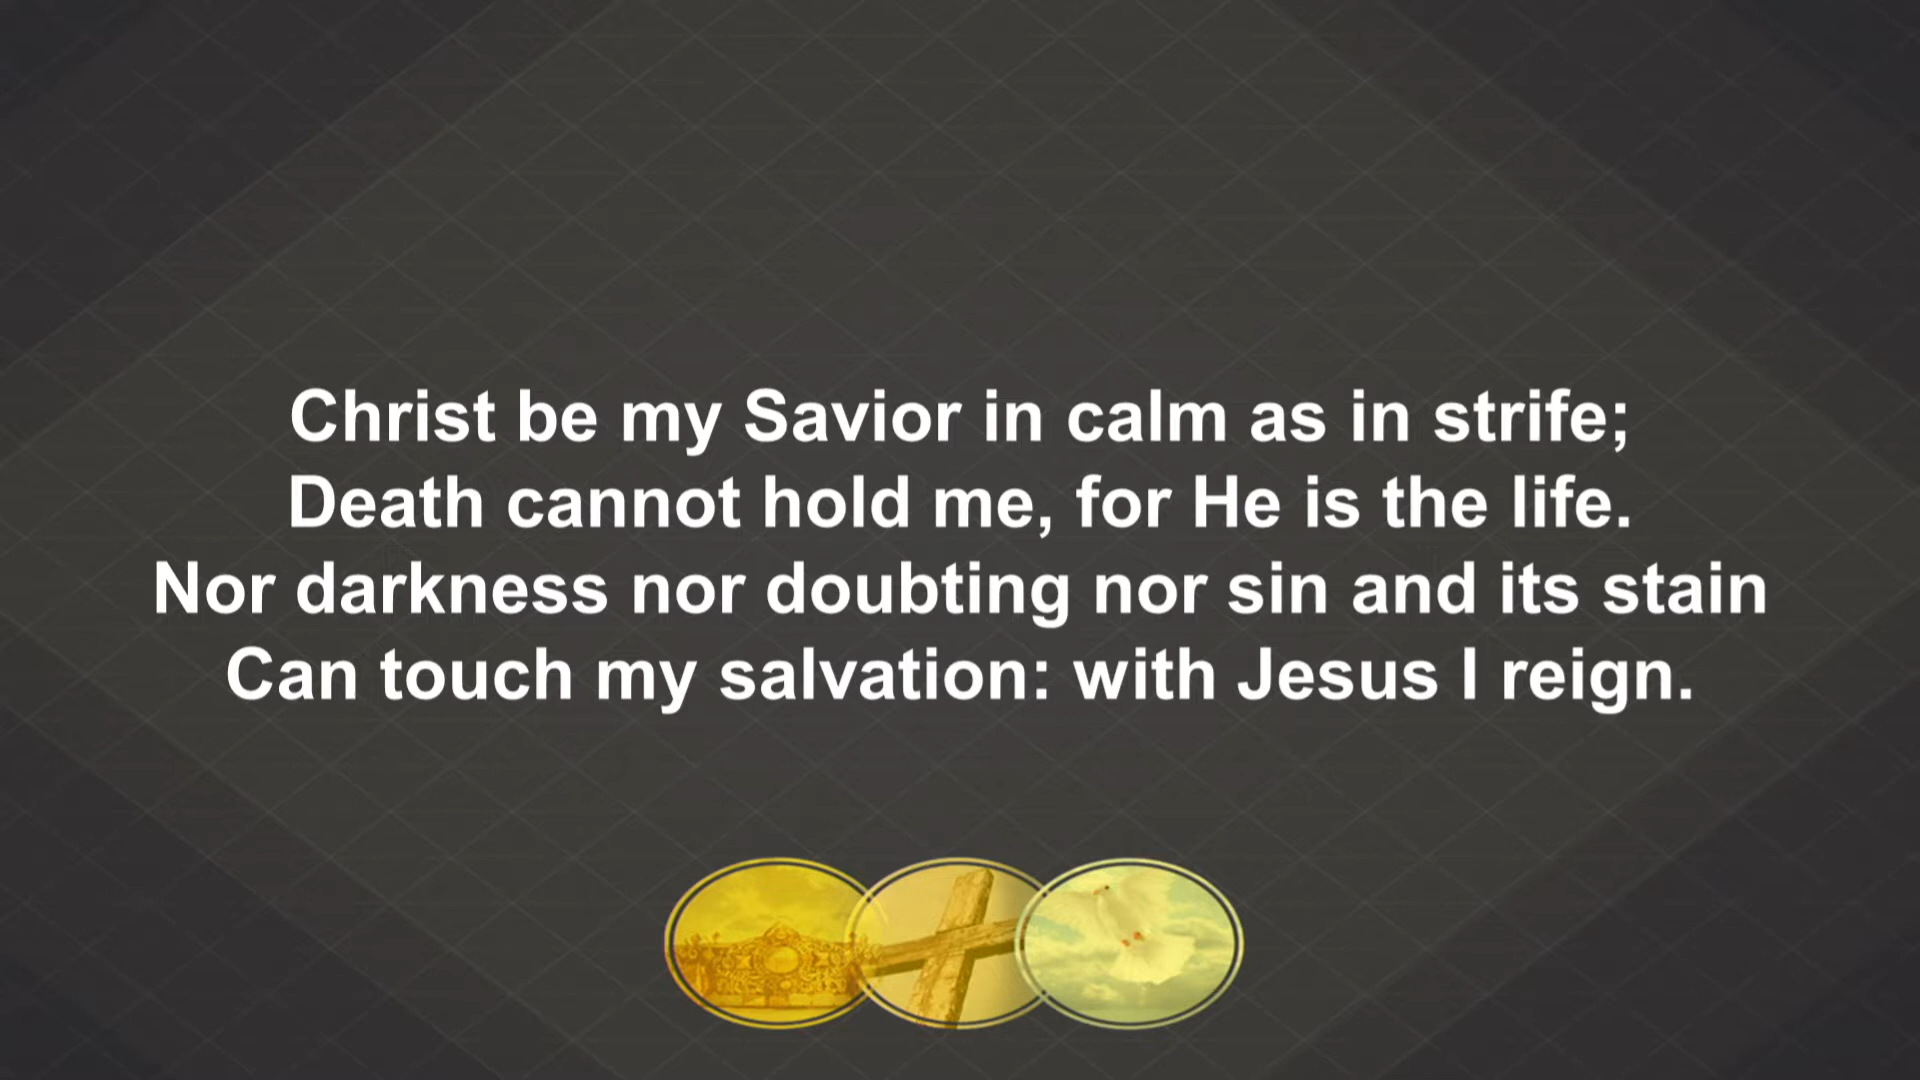 Christ be my Savior in calm as in strife;
Death cannot hold me, for He is the life.
Nor darkness nor doubting nor sin and its stain
Can touch my salvation: with Jesus I reign.